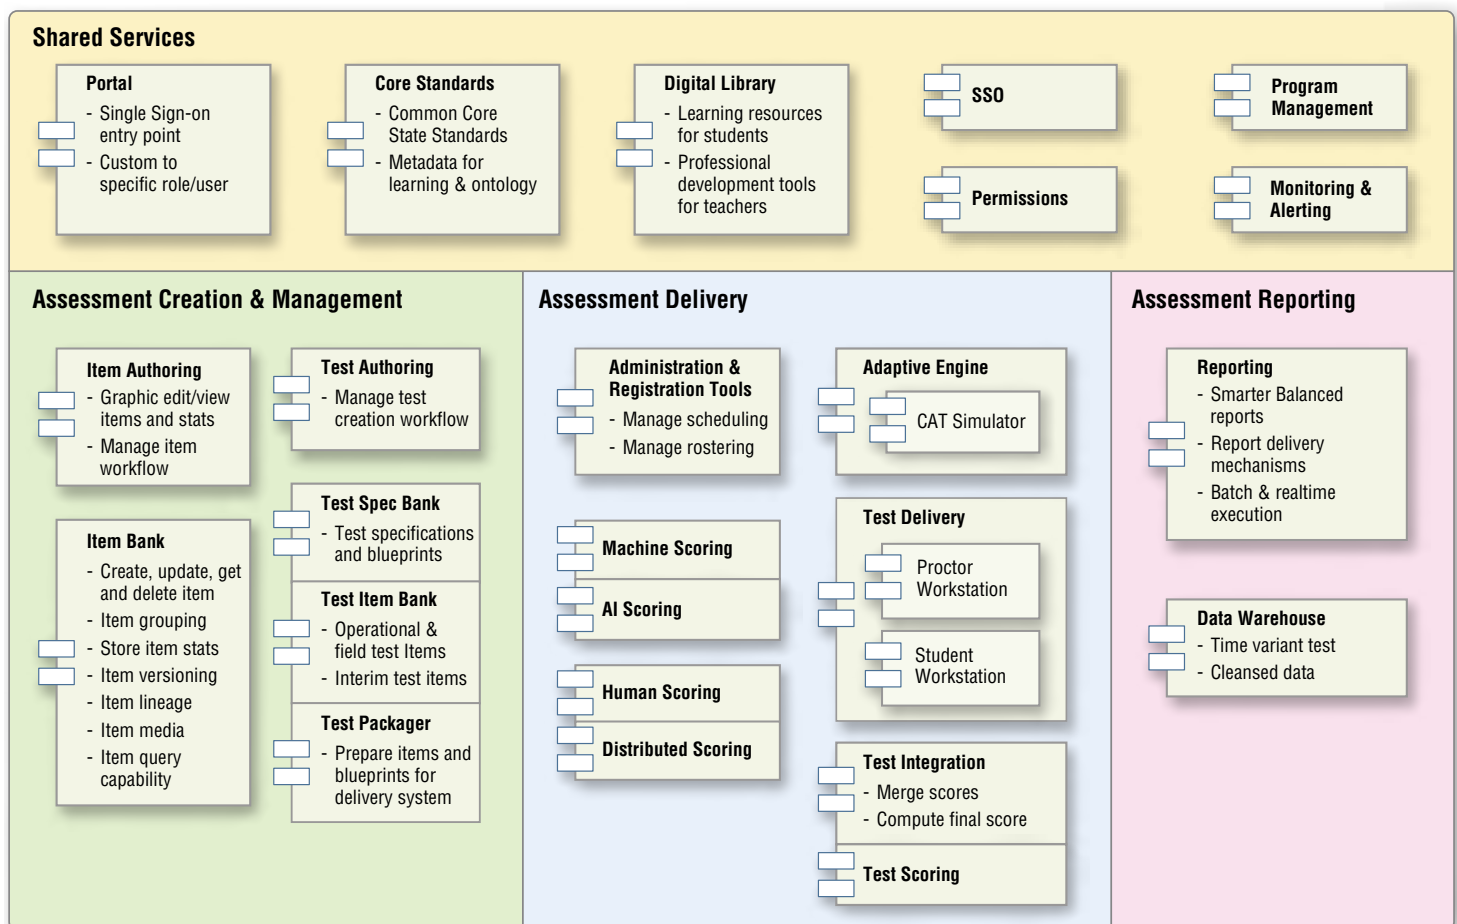 Shared Services
Portal
- Single Sign-on
entry point
- Custom to
specific role/user
Core Standards
- Common Core
State Standards
- Metadata for
learning & ontology
Digital Library
- Learning resources
for students
- Professional
development tools
for teachers
SSO
Permissions
Program
Management
Monitoring &
Alerting
Assessment Creation & Management
Item Authoring
- Graphic edit/view
items and stats
- Manage item
workflow
Item Bank
- Create, update, get
and delete item
- Item grouping
- Store item stats
- Item versioning
- Item lineage
- Item media
- Item query
capability
Test Authoring
- Manage test
creation workflow
Test Spec Bank
- Test specifications
and blueprints
Test Item Bank
- Operational &
field test Items
- Interim test items
Test Packager
- Prepare items and
blueprints for
delivery system
Assessment Delivery
Administration &
Registration Tools
- Manage scheduling
- Manage rostering
Machine Scoring
AI Scoring
Human Scoring
Distributed Scoring
Adaptive Engine
CAT Simulator
Test Delivery
Proctor
Workstation
Student
Workstation
Test Integration
- Merge scores
- Compute final score
Test Scoring
Assessment Reporting
Reporting
- Smarter Balanced
reports
- Report delivery
mechanisms
- Batch & realtime
execution
Data Warehouse
- Time variant test
- Cleansed data